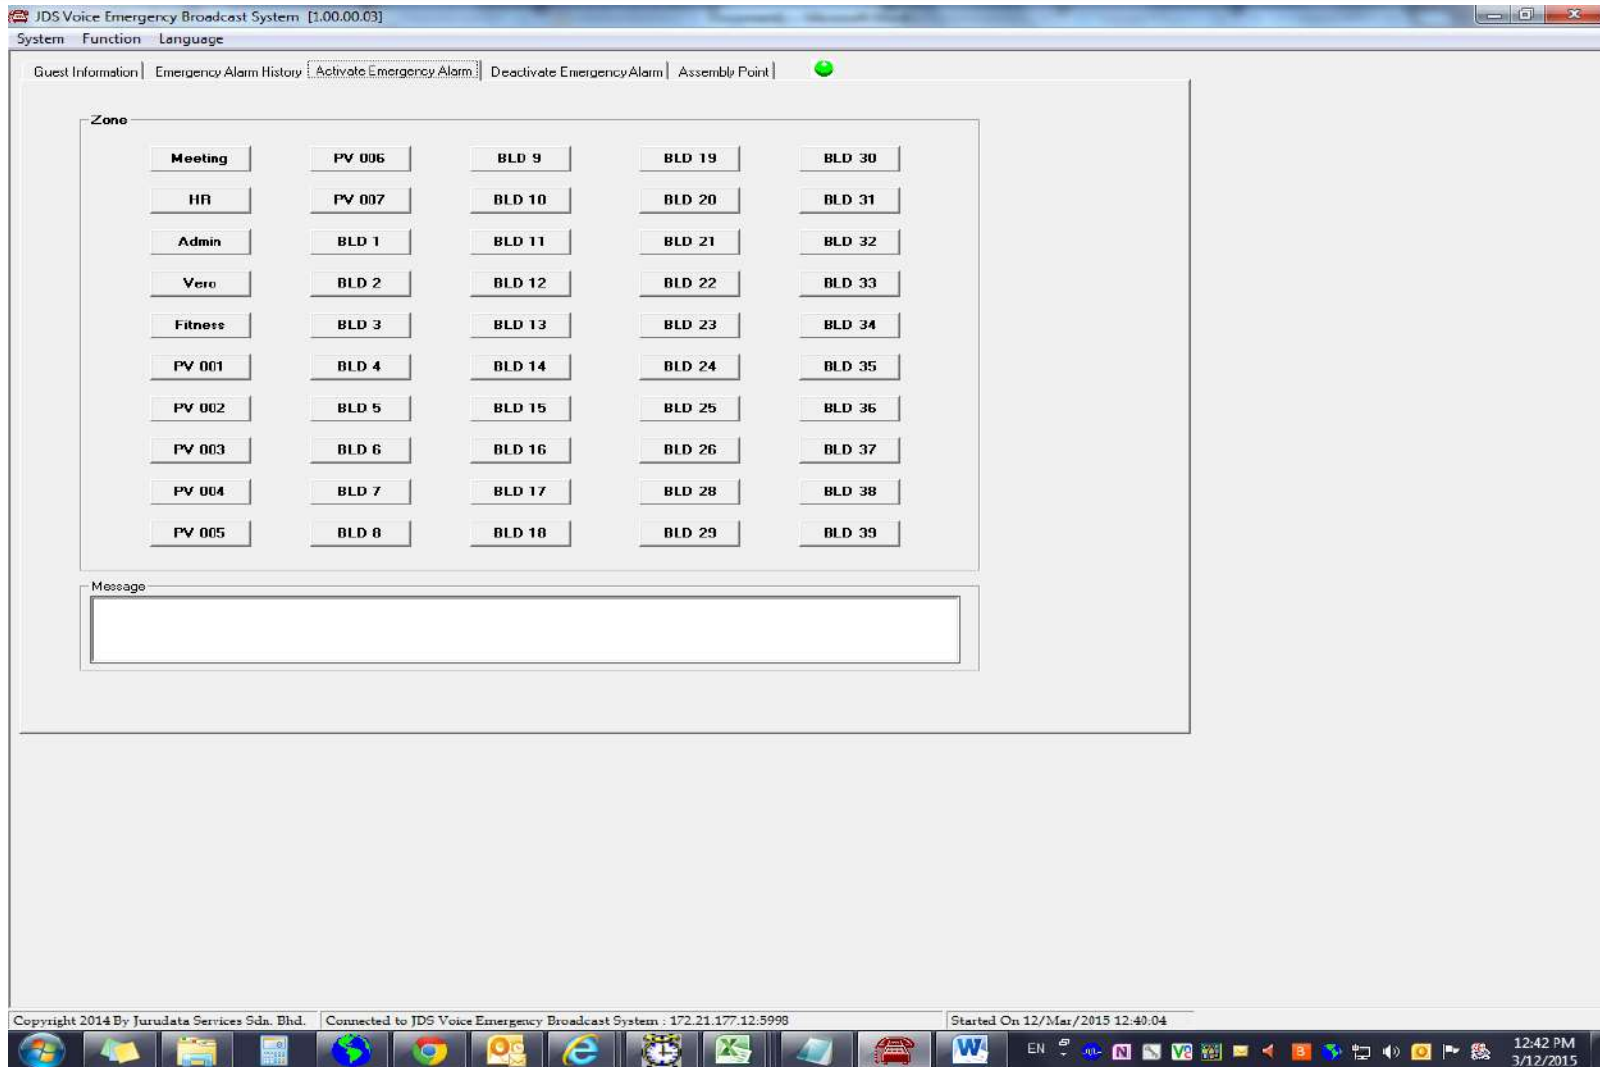 JDS Voice Emergency Broadcast System [1.00.00.03]
System Function Language
Guest Information Emergency Alarm History Activate Emergency Alarm Deactivate Emergency Alarm Assembly Point
Zone
Meeting PV 006 BLD 9 BLD 19 BLD 30
HR PV 007 BLD 10 BLD 20 BLD 31
Admin BLD 1 BLD 11 BLD 21 BLD 32
Vero BLD 2 BLD 12 BLD 22 BLD 33
Fitness BLD 3 BLD 13 BLD 23 BLD 34
PV 001 BLD 4 BLD 14 BLD 24 BLD 35
PV 002 BLD 5 BLD 15 BLD 25 BLD 36
PV 003 BLD 6 BLD 16 BLD 26 BLD 37
PV 004 BLD 7 BLD 17 BLD 28 BLD 38
PV 005 BLD 8 BLD 18 BLD 29 BLD 39
Message
Copyright 2014 By Jurudata Services Sdn. Bhd. Connected to JDS Voice Emergency Broadcast System : 172.21.177.12:5998 Started On 12/Mar/2015 12:40:04
EN 12:42 PM
3/12/2015